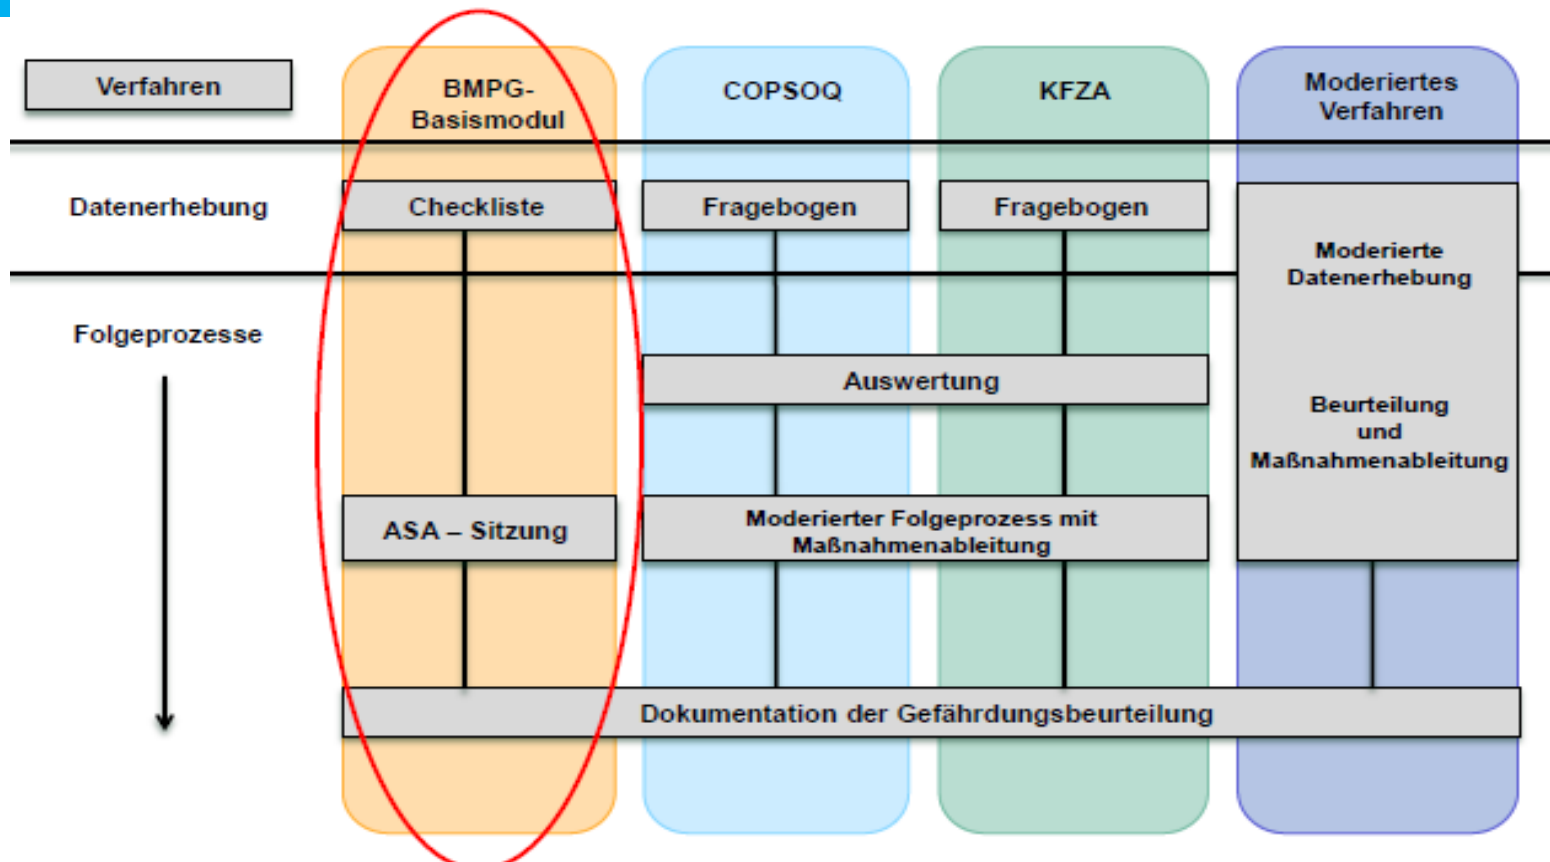 Verfahren
BMPG-
Basismodul
COPSOQ
KFZA
Moderiertes
Verfahren
Datenerhebung
Checkliste
Fragebogen
Fragebogen
Moderierte
Datenerhebung
Folgeprozesse
Auswertung
Beurteilung
und
Maßnahmenableitung
ASA – Sitzung
Moderierter Folgeprozess mit
Maßnahmenableitung
Dokumentation der Gefährdungsbeurteilung